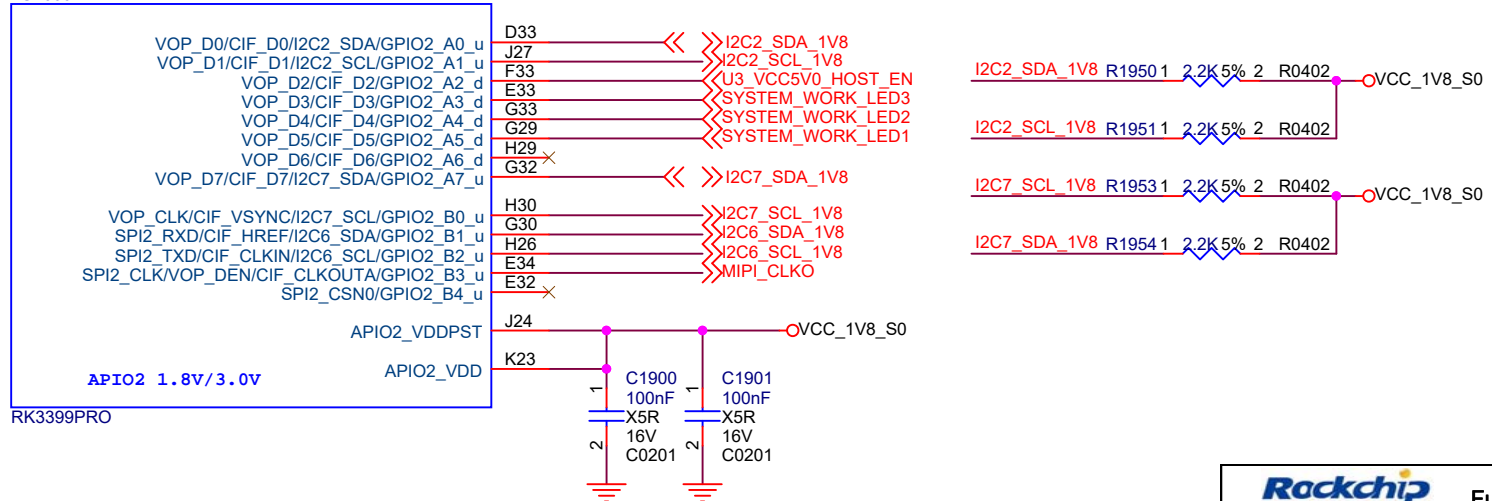 VOP_D0/CIF_D0/I2C2_SDA/GPIO2_A0_u D33 I2C2_SDA_1V8
VOP_D1/CIF_D1/I2C2_SCL/GPIO2_A1_u J27 I2C2_SCL_1V8
VOP_D2/CIF_D2/GPIO2_A2_d F33 U3_VCC5V0_HOST_EN
VOP_D3/CIF_D3/GPIO2_A3_d E33 SYSTEM_WORK_LED3
VOP_D4/CIF_D4/GPIO2_A4_d G33 SYSTEM_WORK_LED2
VOP_D5/CIF_D5/GPIO2_A5_d G29 SYSTEM_WORK_LED1
VOP_D6/CIF_D6/GPIO2_A6_d H29
VOP_D7/CIF_D7/I2C7_SDA/GPIO2_A7_u G32 I2C7_SDA_1V8
VOP_CLK/CIF_VSYNC/I2C7_SCL/GPIO2_B0_u H30 I2C7_SCL_1V8
SPI2_RXD/CIF_HREF/I2C6_SDA/GPIO2_B1_u G30 I2C6_SDA_1V8
SPI2_TXD/CIF_CLKIN/I2C6_SCL/GPIO2_B2_u H26 I2C6_SCL_1V8
SPI2_CLK/VOP_DEN/CIF_CLKOUTA/GPIO2_B3_u E34 MIPI_CLKO
SPI2_CSN0/GPIO2_B4_u E32
APIO2_VDDPST J24 VCC_1V8_S0
APIO2_VDD K23
APIO2 1.8V/3.0V
RK3399PRO
1 C1900
100nF
X5R
16V
2 C0201
1 C1901
100nF
X5R
16V
2 C0201
I2C2_SDA_1V8 R1950 1 2.2K 5% 2 R0402 VCC_1V8_S0
I2C2_SCL_1V8 R1951 1 2.2K 5% 2 R0402
I2C7_SCL_1V8 R1953 1 2.2K 5% 2 R0402 VCC_1V8_S0
I2C7_SDA_1V8 R1954 1 2.2K 5% 2 R0402
Rockchip